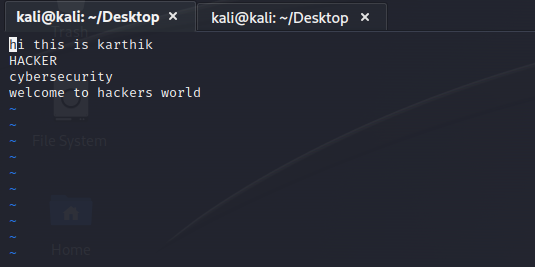 kali@kali: ~/Desktop × kali@kali: ~/Desktop ×
hi this is karthik
HACKER
cybersecurity
welcome to hackers world
~
~
~
File System
~
~
~
~
~
~
Home
~